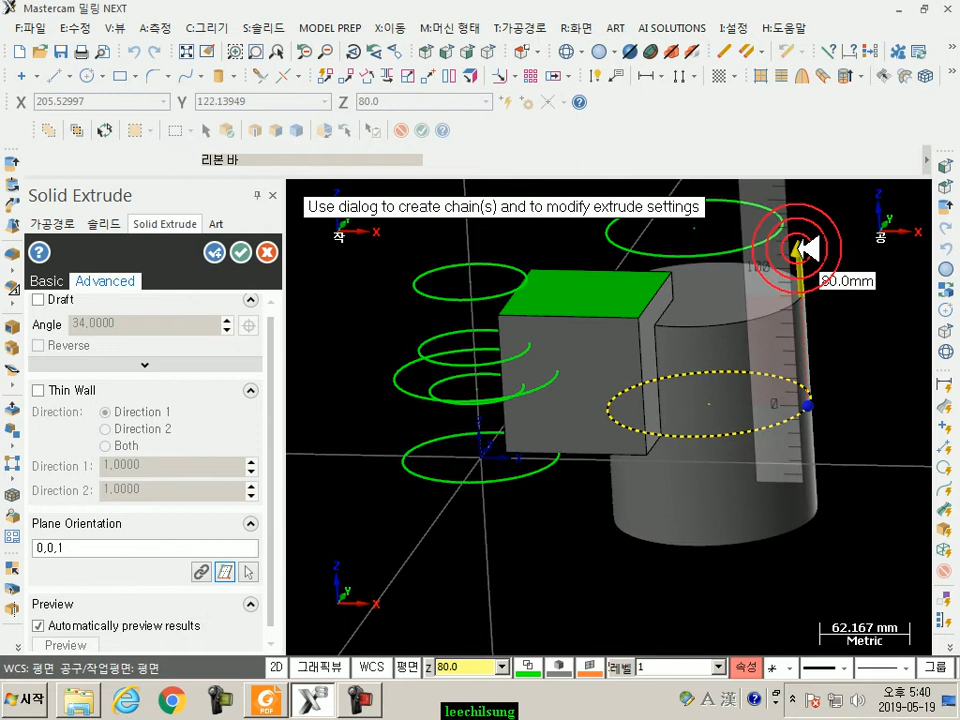 Mastercam 밀링 NEXT
F:파일 E:수정 V:뷰 A:측정 C:그리기 S:솔리드 MODEL PREP X:이동 M:머신 형태 T:가공경로 R:화면 ART AI SOLUTIONS I:설정 H:도움말
X 205.52997 Y 122.13949 Z 80.0
리본 바
Solid Extrude
가공경로 솔리드 Solid Extrude Art
Basic Advanced
Draft
Angle 34.0000
Reverse
Thin Wall
Direction: Direction 1
Direction 2
Both
Direction 1: 1.0000
Direction 2: 1.0000
Plane Orientation
0,0,1
Preview
Automatically preview results
Preview
Use dialog to create chain(s) and to modify extrude settings
Z
Y
X
작
Z
Y
X
공
100
80.0mm
0
Z
Y
X
62.167 mm
Metric
WCS: 평면 공구/작업평면: 평면
2D 그래픽뷰 WCS 평면 Z 80.0 레벨 1 속성 그룹
시작
PDF
A 漢
오후 5:40
2019-05-19
leechilsung